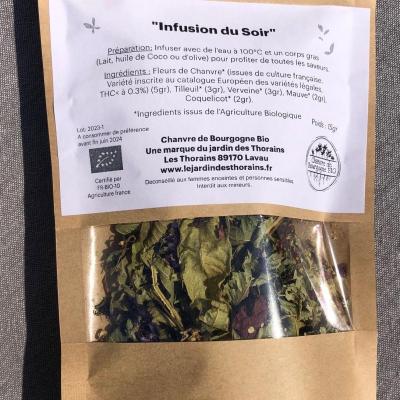 "Infusion du Soir"
Préparation: Infuser avec de l'eau à 100°C et un corps gras
(Lait, huile de Coco ou d'olive) pour profiter de toutes les saveurs.
Ingrédients : Fleurs de Chanvre* (issues de culture française,
Variété inscrite au catalogue Européen des variétés légales,
THC< à 0.3%) (5gr), Tilleuil* (3gr), Verveine* (3gr), Mauve* (2gr),
Coquelicot* (2gr).
*Ingredients issus de l'Agriculture Biologique
Poids : 15gr
Lot: 2023-1
A consommer de préférence
avant fin juin 2024
Certifié par
FR-BIO-10
Agriculture france
Chanvre de Bourgogne Bio
Une marque du jardin des Thorains
Les Thorains 89170 Lavau
www.lejardindesthorains.fr
Deconseillé aux femmes enceintes et personnes sensibles
Interdit aux mineurs.